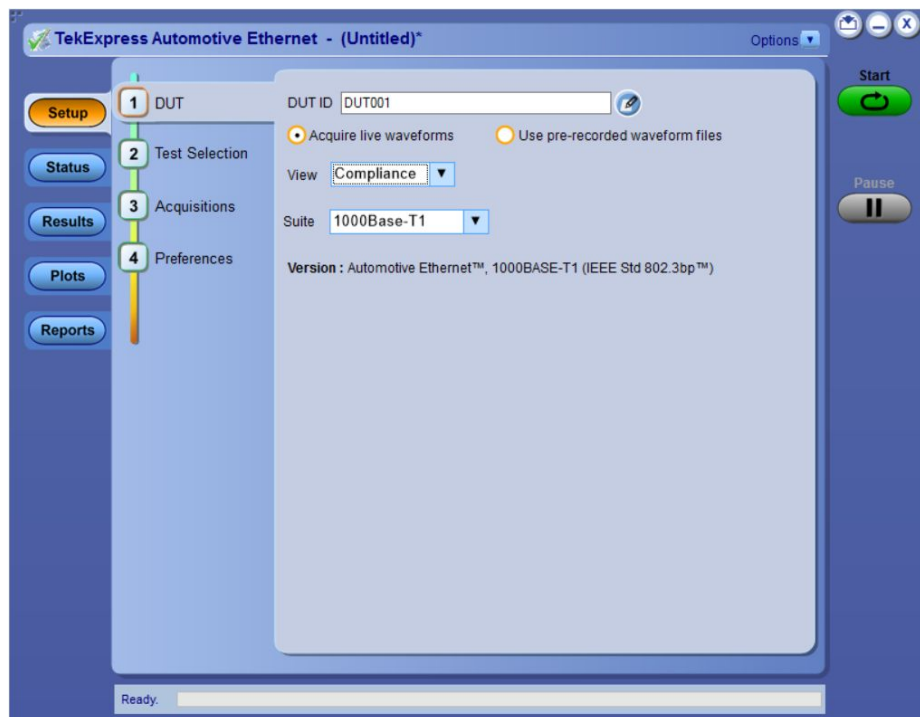 TekExpress Automotive Ethernet - (Untitled)*
Options
Start
Pause
Setup
Status
Results
Plots
Reports
1 DUT
2 Test Selection
3 Acquisitions
4 Preferences
DUT ID DUT001
Acquire live waveforms Use pre-recorded waveform files
View Compliance
Suite 1000Base-T1
Version : Automotive Ethernet™, 1000BASE-T1 (IEEE Std 802.3bp™)
Ready.